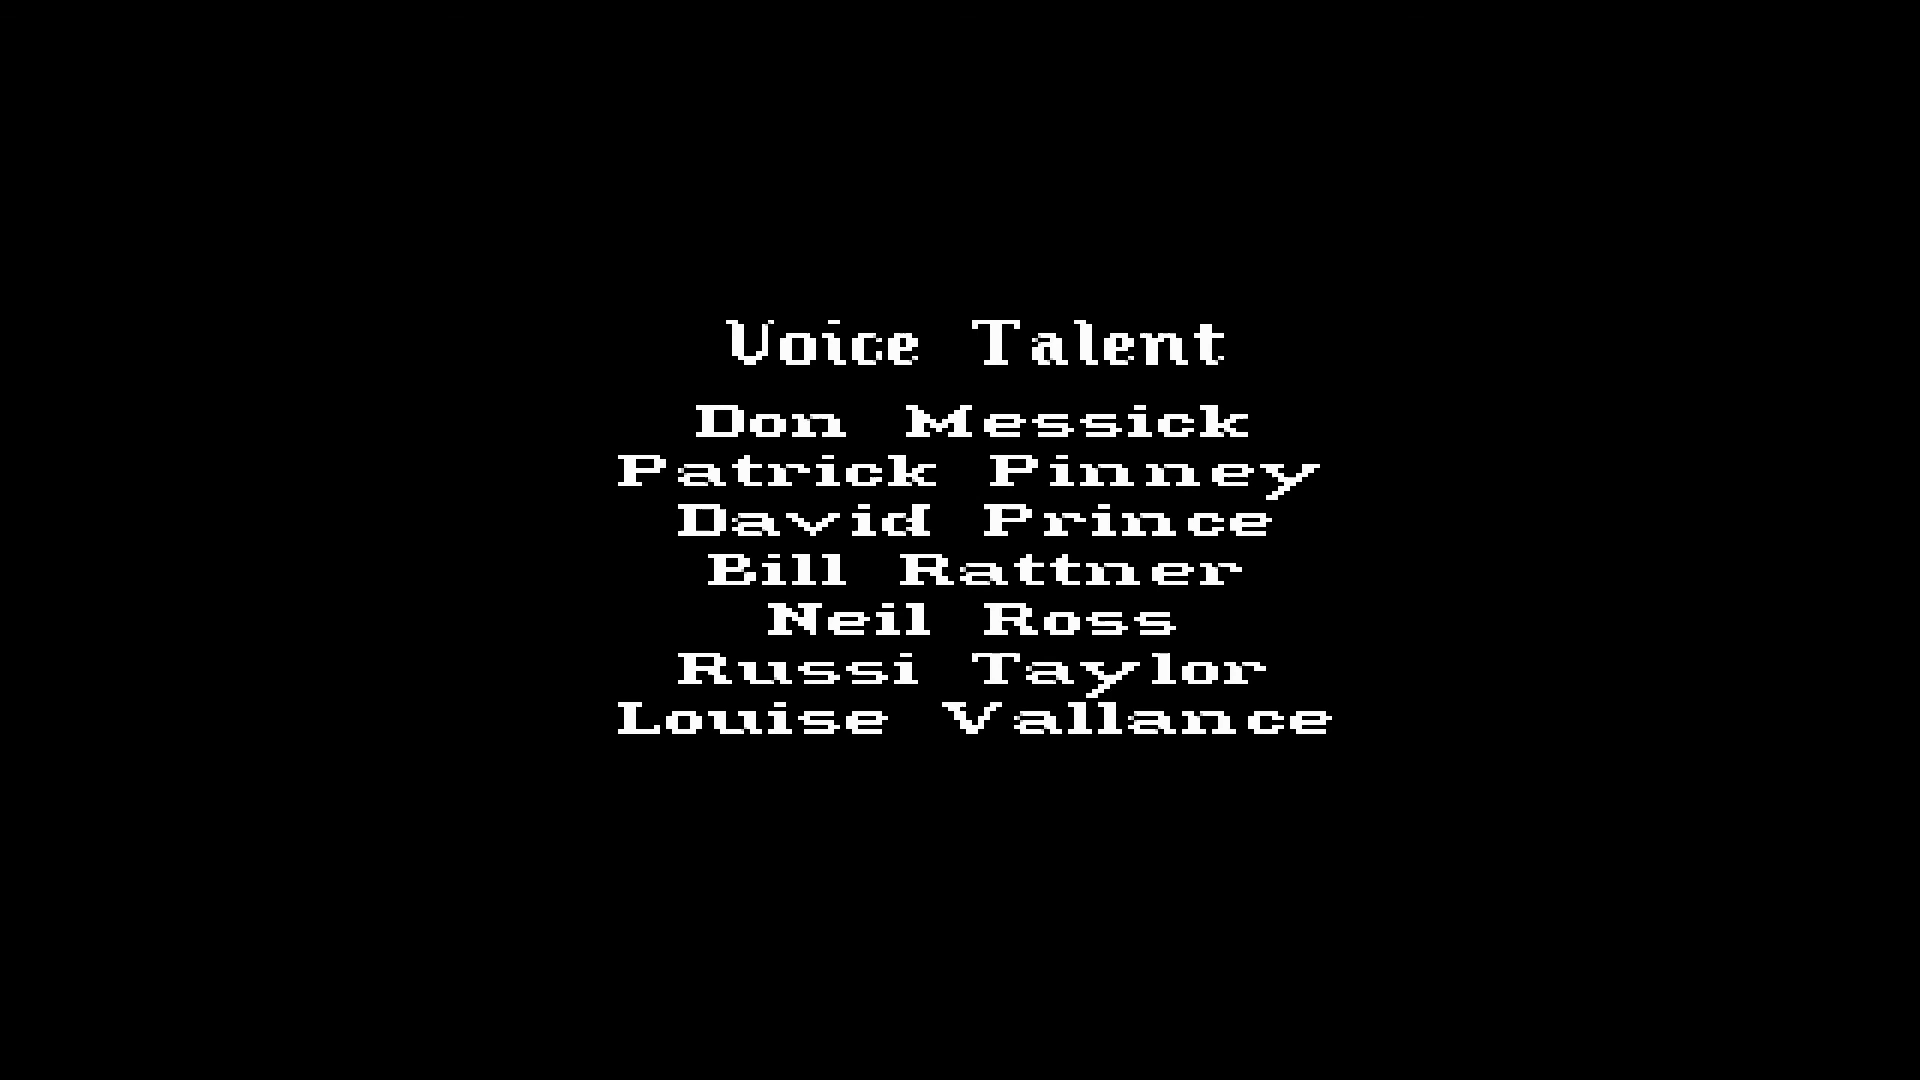 Voice Talent
Don Messick
Patrick Pinney
David Prince
Bill Rattner
Neil Ross
Russi Taylor
Louise Vallance